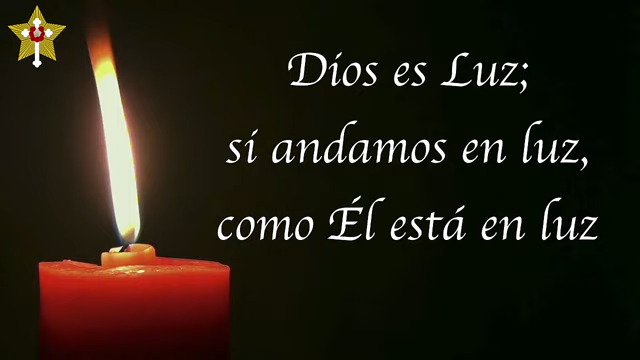 Dios es Luz;
si andamos en luz,
como Él está en luz